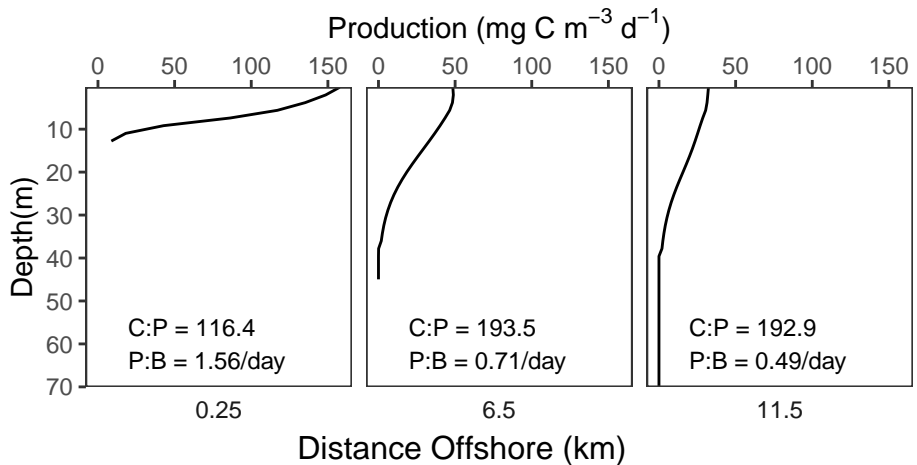 Production (mg C m⁻³ d⁻¹)
0 50 100 150 0 50 100 150 0 50 100 150
Depth(m)
10
20
30
40
50
60
70
C:P = 116.4
P:B = 1.56/day
C:P = 193.5
P:B = 0.71/day
C:P = 192.9
P:B = 0.49/day
0.25 6.5 11.5
Distance Offshore (km)